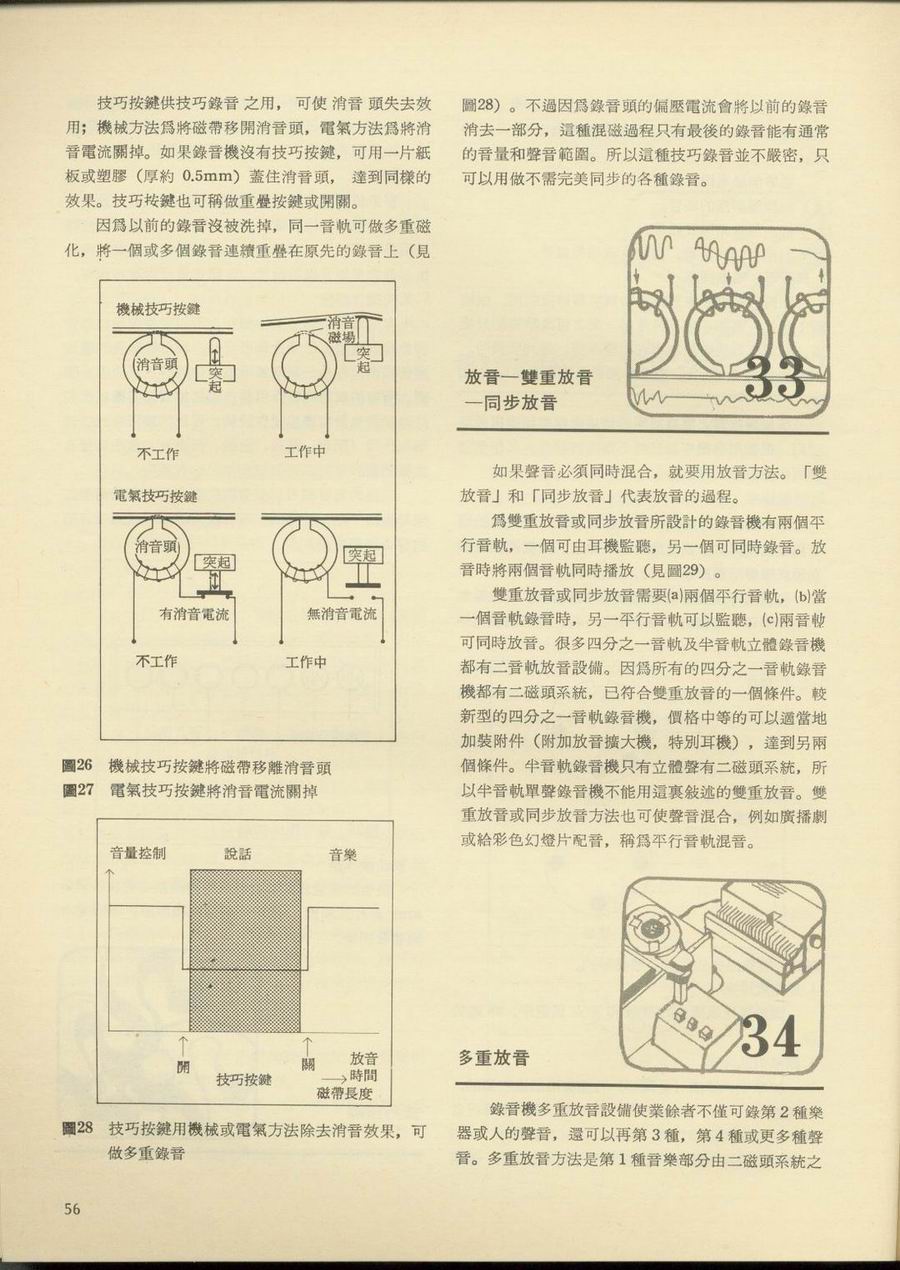 技巧按鍵供技巧錄音之用，可使消音頭失去效
用；機械方法爲將磁帶移開消音頭，電氣方法爲將消
音電流關掉。如果錄音機沒有技巧按鍵，可用一片紙
板或塑膠（厚約 0.5mm）蓋住消音頭，達到同樣的
效果。技巧按鍵也可稱做重疊按鍵或開關。
因爲以前的錄音沒被洗掉，同一音軌可做多重磁
化，將一個或多個錄音連續重疊在原先的錄音上（見
機械技巧按鍵
消音頭
突起
不工作
消音磁場
突起
工作中
電氣技巧按鍵
消音頭
突起
有消音電流
不工作
突起
無消音電流
工作中
圖26 機械技巧按鍵將磁帶移離消音頭
圖27 電氣技巧按鍵將消音電流關掉
音量控制 說話 音樂
開 關
技巧按鍵
放音
時間
磁帶長度
圖28 技巧按鍵用機械或電氣方法除去消音效果，可
做多重錄音
56
圖28）。不過因爲錄音頭的偏壓電流會將以前的錄音
消去一部分，這種混磁過程只有最後的錄音能有通常
的音量和聲音範圍。所以這種技巧錄音並不嚴密，只
可以用做不需完美同步的各種錄音。
33
放音—雙重放音
—同步放音
如果聲音必須同時混合，就要用放音方法。「雙
放音」和「同步放音」代表放音的過程。
爲雙重放音或同步放音所設計的錄音機有兩個平
行音軌，一個可由耳機監聽，另一個可同時錄音。放
音時將兩個音軌同時播放（見圖29）。
雙重放音或同步放音需要(a)兩個平行音軌，(b)當
一個音軌錄音時，另一平行音軌可以監聽，(c)兩音軌
可同時放音。很多四分之一音軌及半音軌立體錄音機
都有二音軌放音設備。因爲所有的四分之一音軌錄音
機都有二磁頭系統，已符合雙重放音的一個條件。較
新型的四分之一音軌錄音機，價格中等的可以適當地
加裝附件（附加放音擴大機，特別耳機），達到另兩
個條件。半音軌錄音機只有立體聲有二磁頭系統，所
以半音軌單聲錄音機不能用這裏敍述的雙重放音。雙
重放音或同步放音方法也可使聲音混合，例如廣播劇
或給彩色幻燈片配音，稱爲平行音軌混音。
34
多重放音
錄音機多重放音設備使業餘者不僅可錄第2種樂
器或人的聲音，還可以再第3種，第4種或更多種聲
音。多重放音方法是第1種音樂部分由二磁頭系統之